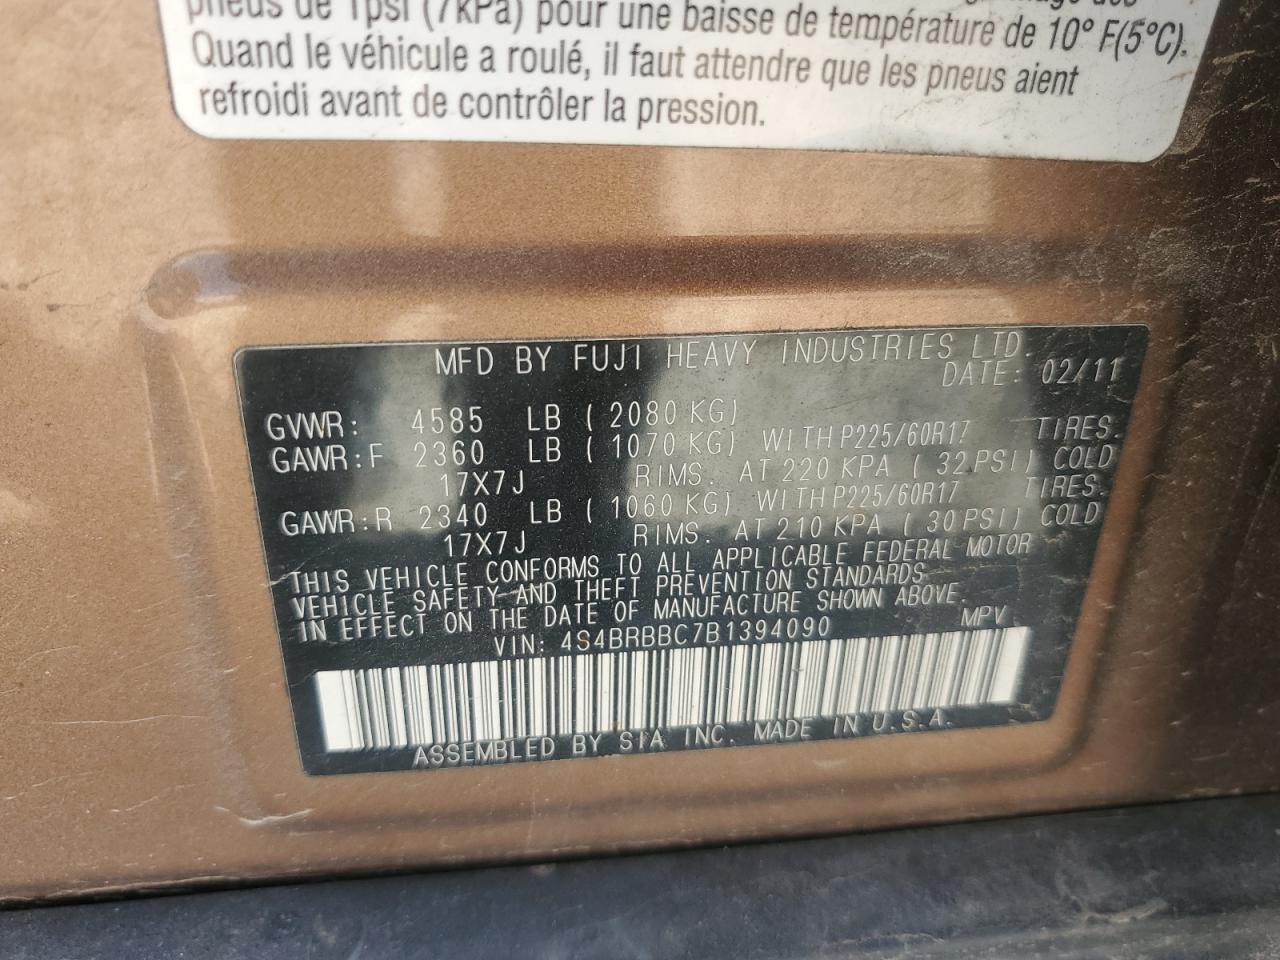 pneus de 1psi (7kPa) pour une baisse de température de 10° F(5°C).
Quand le véhicule a roulé, il faut attendre que les pneus aient
refroidi avant de contrôler la pression.
MFD BY FUJI HEAVY INDUSTRIES LTD.
DATE: 02/11
GVWR: 4585 LB ( 2080 KG)
GAWR:F 2360 LB ( 1070 KG) WITH P225/60R17 TIRES.
17X7J RIMS. AT 220 KPA ( 32 PSI) COLD
GAWR:R 2340 LB ( 1060 KG) WITH P225/60R17 TIRES.
17X7J RIMS. AT 210 KPA ( 30 PSI) COLD
THIS VEHICLE CONFORMS TO ALL APPLICABLE FEDERAL MOTOR
VEHICLE SAFETY AND THEFT PREVENTION STANDARDS
IN EFFECT ON THE DATE OF MANUFACTURE SHOWN ABOVE.
VIN: 4S4BRBBC7B1394090 MPV
ASSEMBLED BY SIA INC. MADE IN U.S.A.